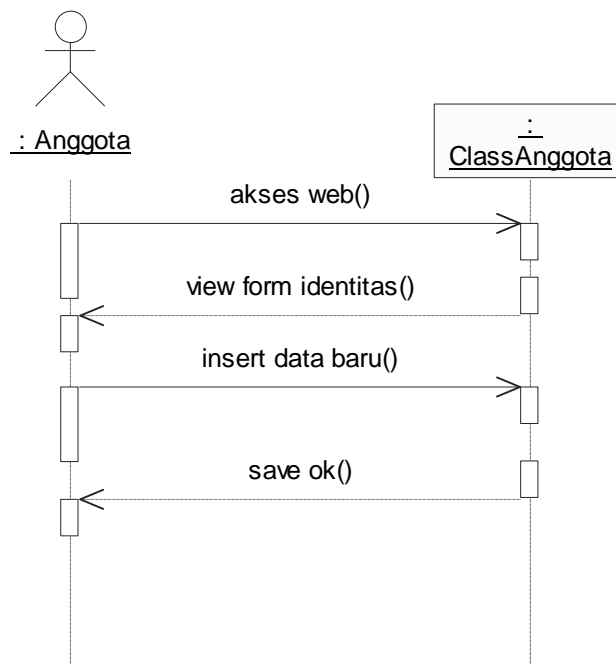 : Anggota
:
ClassAnggota
akses web()
view form identitas()
insert data baru()
save ok()